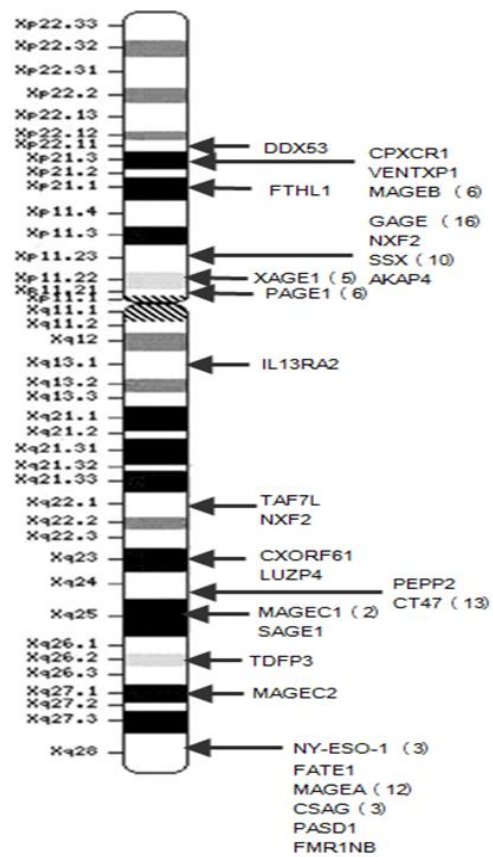 Xp22.33
Xp22.32
Xp22.31
Xp22.2
Xp22.13
Xp22.12
Xp22.11
Xp21.3
Xp21.2
Xp21.1
Xp11.4
Xp11.3
Xp11.23
Xp11.22
Xp11.21
Xp11.1
Xq11.1
Xq11.2
Xq12
Xq13.1
Xq13.2
Xq13.3
Xq21.1
Xq21.2
Xq21.31
Xq21.32
Xq21.33
Xq22.1
Xq22.2
Xq22.3
Xq23
Xq24
Xq25
Xq26.1
Xq26.2
Xq26.3
Xq27.1
Xq27.2
Xq27.3
Xq28
DDX53
CPXCR1
VENTXP1
MAGEB (6)
FTHL1
GAGE (16)
NXF2
SSX (10)
AKAP4
XAGE1 (5)
PAGE1 (6)
IL13RA2
TAF7L
NXF2
CXORF61
LUZP4
PEPP2
CT47 (13)
MAGEC1 (2)
SAGE1
TDFP3
MAGEC2
NY-ESO-1 (3)
FATE1
MAGEA (12)
CSAG (3)
PASD1
FMR1NB